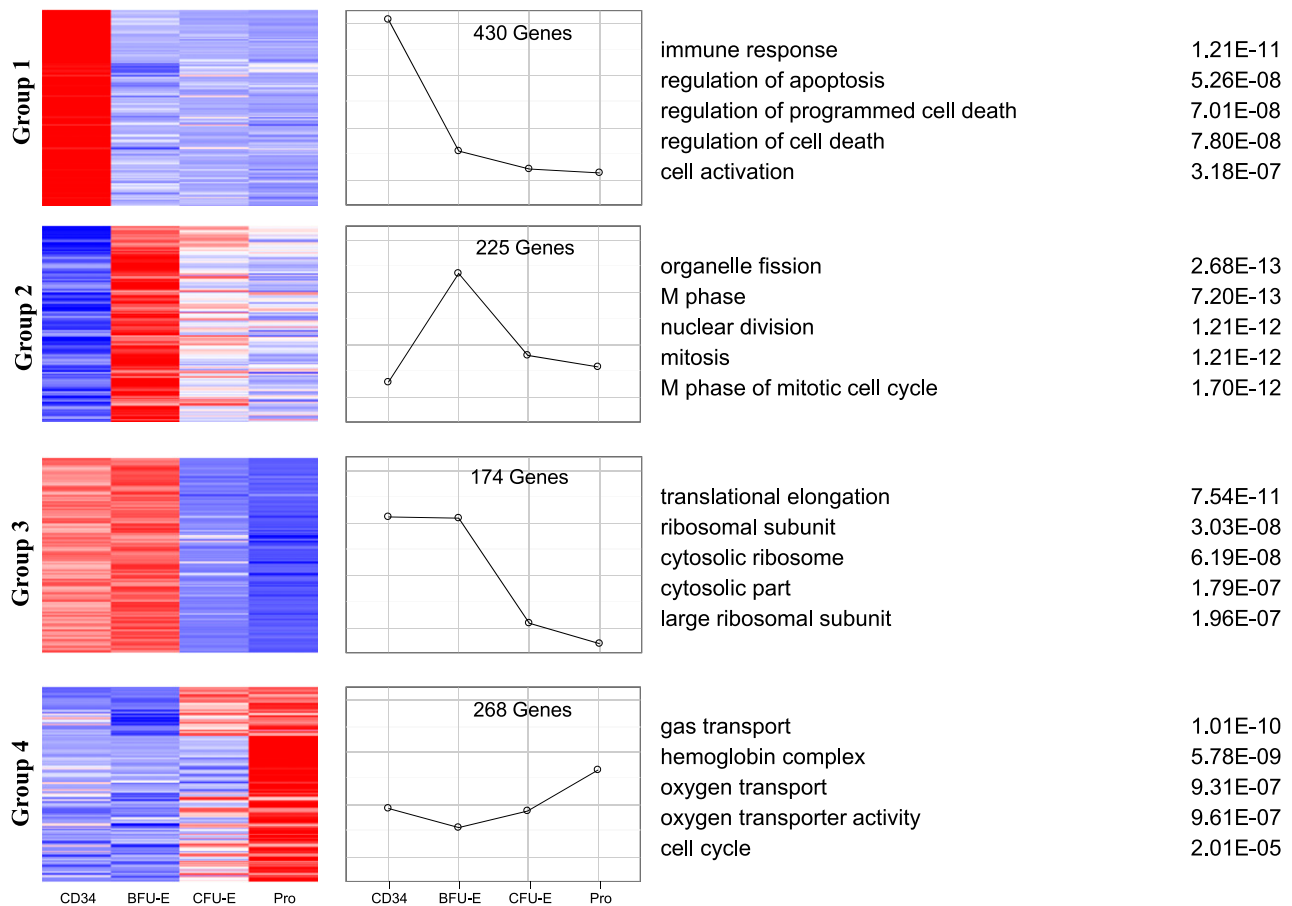 Group 1
430 Genes
immune response 1.21E-11
regulation of apoptosis 5.26E-08
regulation of programmed cell death 7.01E-08
regulation of cell death 7.80E-08
cell activation 3.18E-07
Group 2
225 Genes
organelle fission 2.68E-13
M phase 7.20E-13
nuclear division 1.21E-12
mitosis 1.21E-12
M phase of mitotic cell cycle 1.70E-12
Group 3
174 Genes
translational elongation 7.54E-11
ribosomal subunit 3.03E-08
cytosolic ribosome 6.19E-08
cytosolic part 1.79E-07
large ribosomal subunit 1.96E-07
Group 4
268 Genes
gas transport 1.01E-10
hemoglobin complex 5.78E-09
oxygen transport 9.31E-07
oxygen transporter activity 9.61E-07
cell cycle 2.01E-05
CD34 BFU-E CFU-E Pro
CD34 BFU-E CFU-E Pro